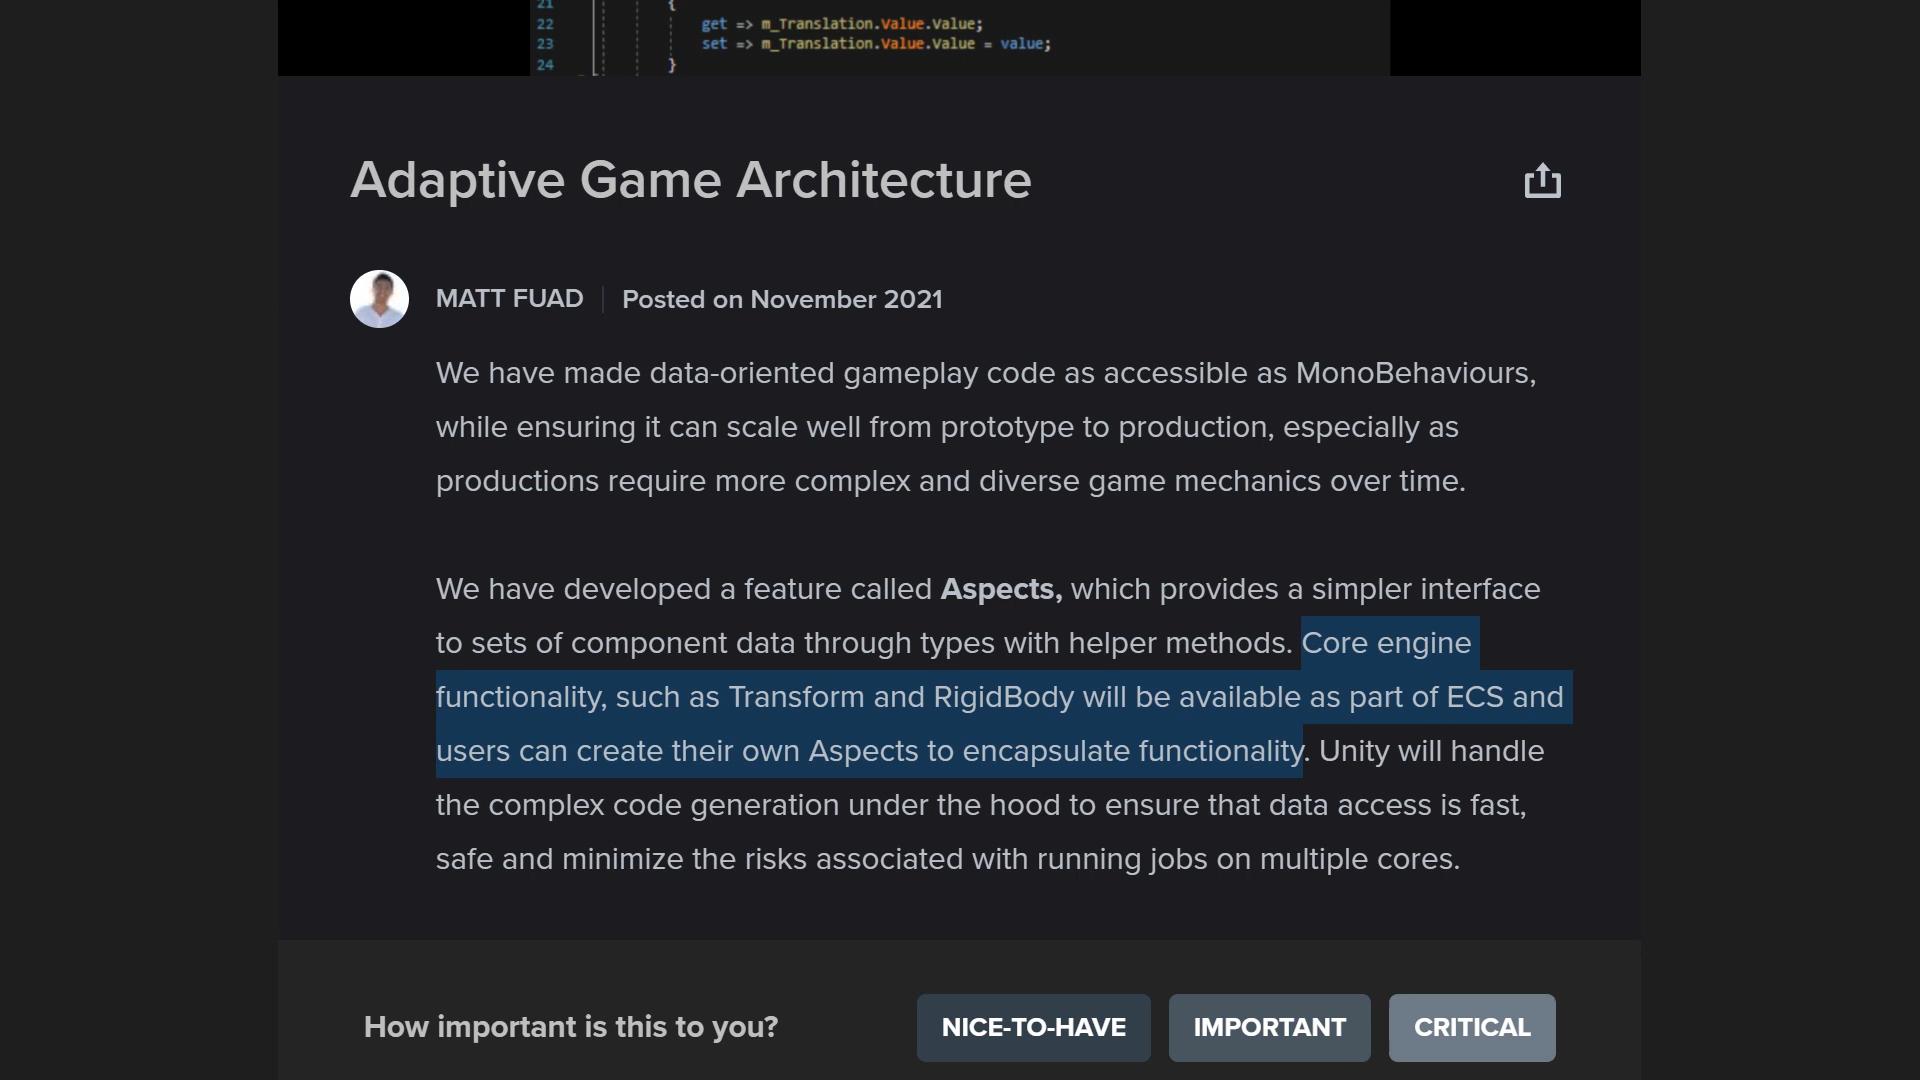 21 {
22 get => m_Translation.Value.Value;
23 set => m_Translation.Value.Value = value;
24 }
Adaptive Game Architecture
MATT FUAD Posted on November 2021
We have made data-oriented gameplay code as accessible as MonoBehaviours,
while ensuring it can scale well from prototype to production, especially as
productions require more complex and diverse game mechanics over time.
We have developed a feature called Aspects, which provides a simpler interface
to sets of component data through types with helper methods. Core engine
functionality, such as Transform and RigidBody will be available as part of ECS and
users can create their own Aspects to encapsulate functionality. Unity will handle
the complex code generation under the hood to ensure that data access is fast,
safe and minimize the risks associated with running jobs on multiple cores.
How important is this to you? NICE-TO-HAVE IMPORTANT CRITICAL